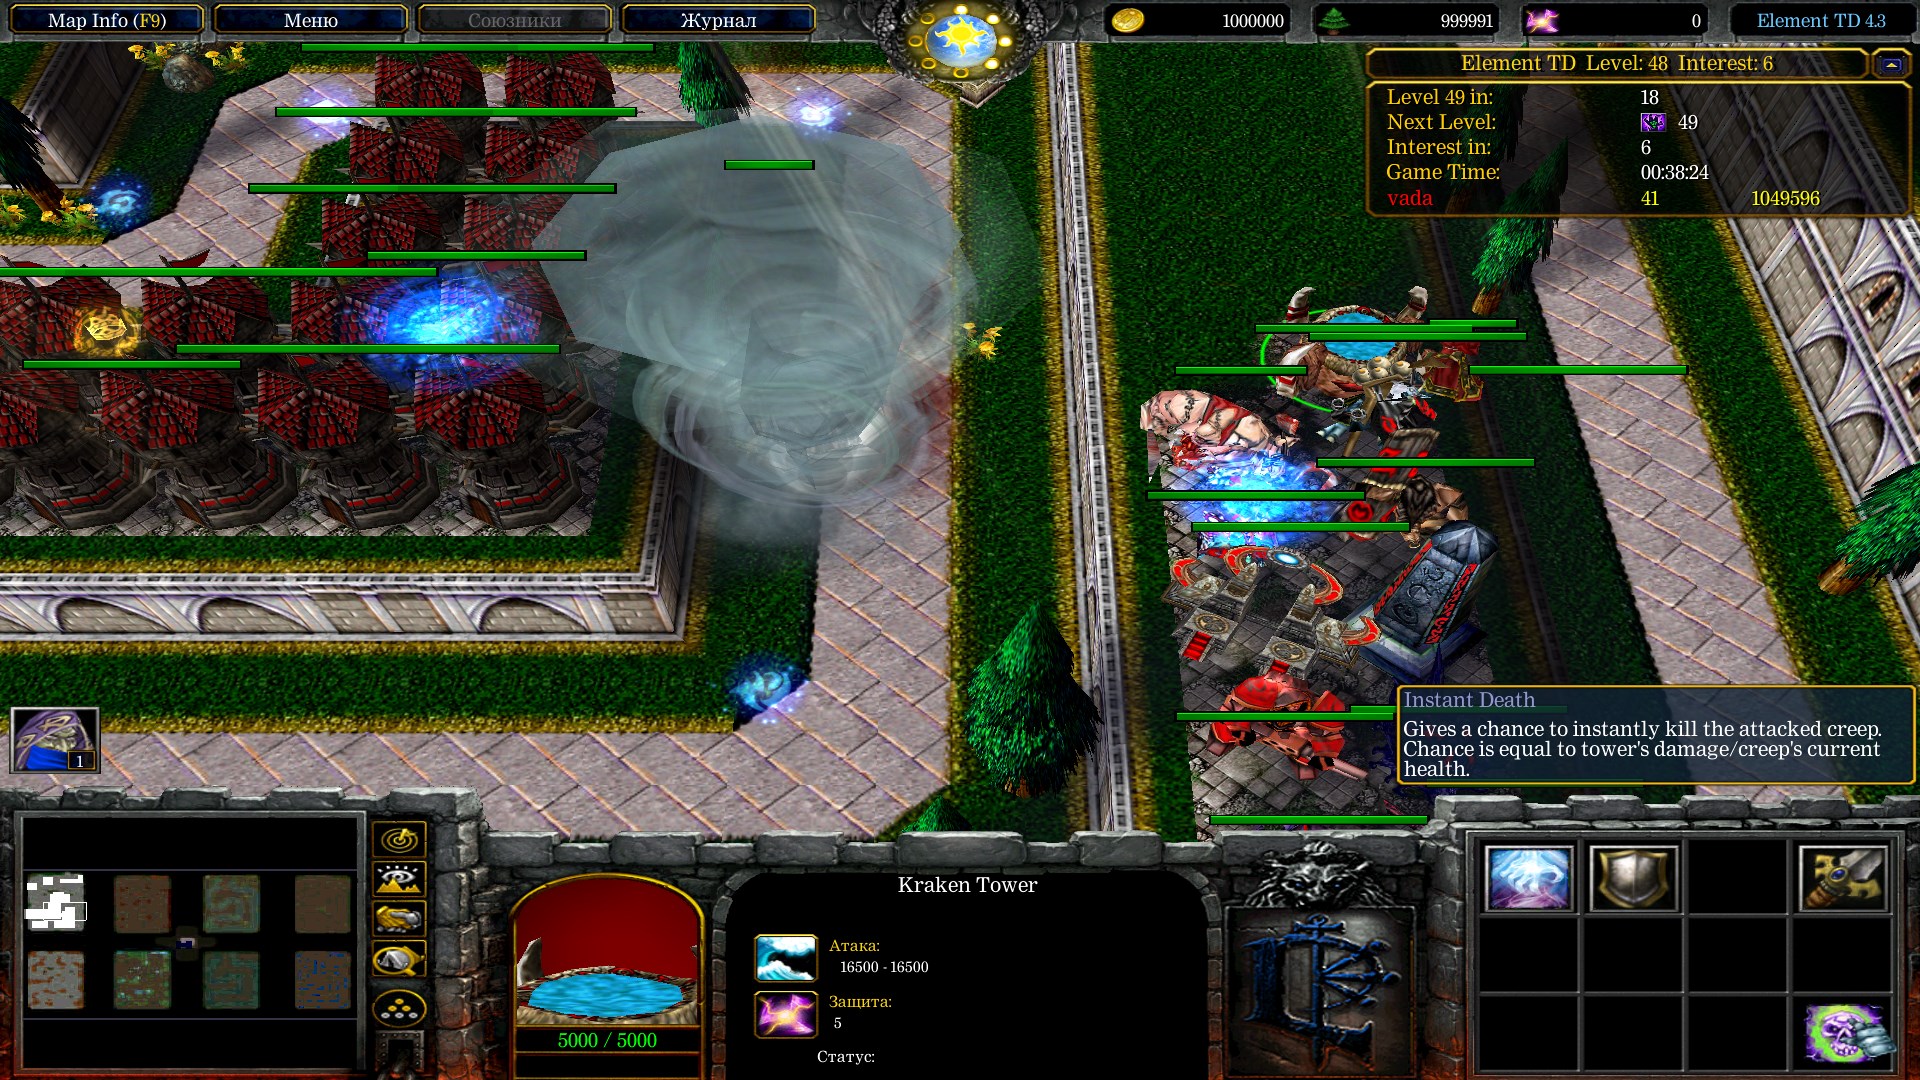 Map Info (F9)
Меню
Союзники
Журнал
1000000
999991
0
Element TD 4.3
Element TD Level: 48 Interest: 6
Level 49 in: 18
Next Level: 49
Interest in: 6
Game Time: 00:38:24
vada 41 1049596
Instant Death
Gives a chance to instantly kill the attacked creep.
Chance is equal to tower's damage/creep's current
health.
1
Kraken Tower
Атака:
16500 - 16500
Защита:
5
Статус:
5000 / 5000